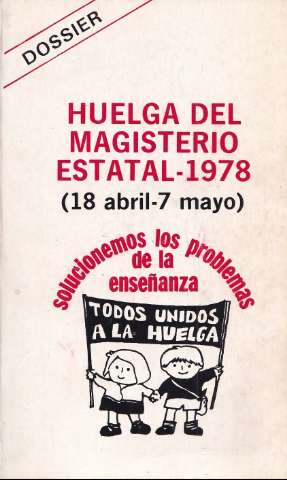 DOSSIER
HUELGA DEL
MAGISTERIO
ESTATAL-1978
(18 abril-7 mayo)
solucionemos los problemas
de la
enseñanza
TODOS UNIDOS
A LA HUELGA